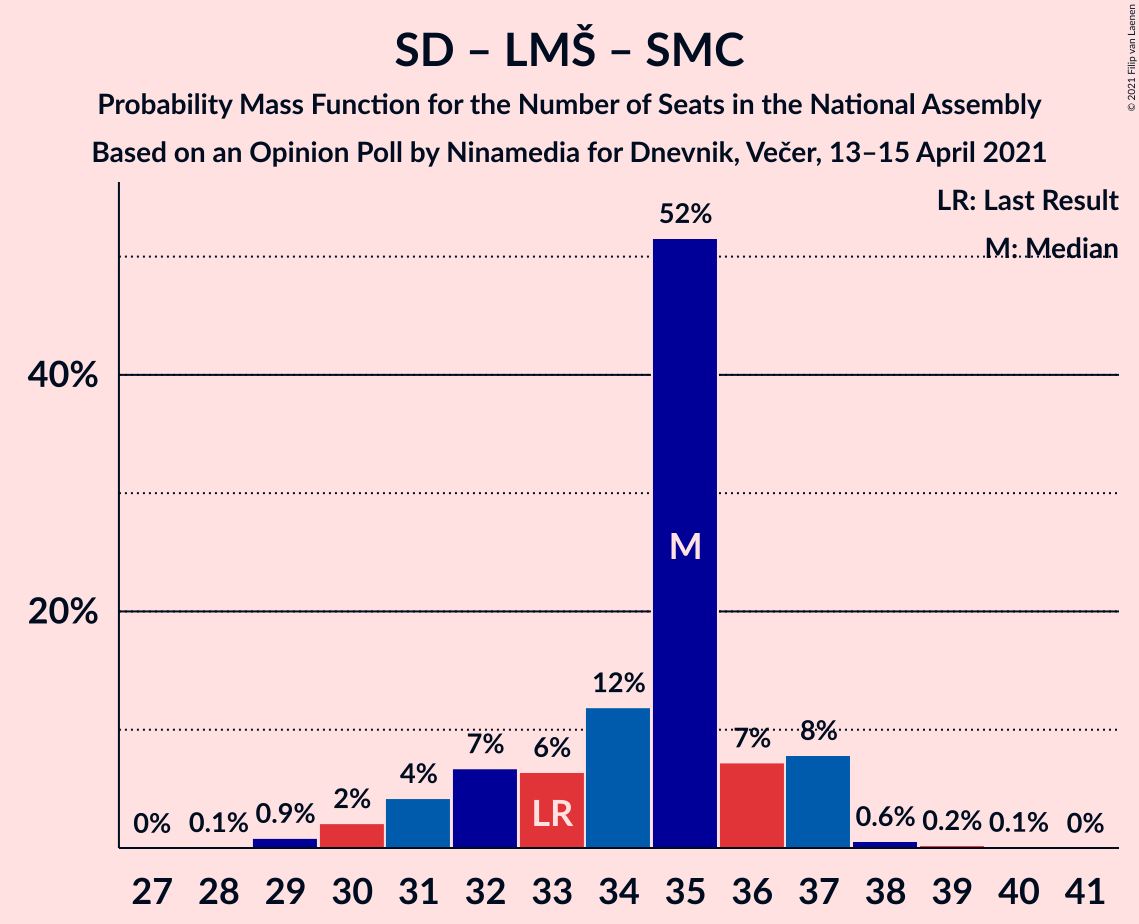 SD – LMŠ – SMC
Probability Mass Function for the Number of Seats in the National Assembly
Based on an Opinion Poll by Ninamedia for Dnevnik, Večer, 13–15 April 2021
© 2021 Filip van Laenen
LR: Last Result
M: Median
40%
20%
0% 0.1% 0.9% 2% 4% 7% 6% 12% 52% 7% 8% 0.6% 0.2% 0.1% 0%
LR
M
27 28 29 30 31 32 33 34 35 36 37 38 39 40 41